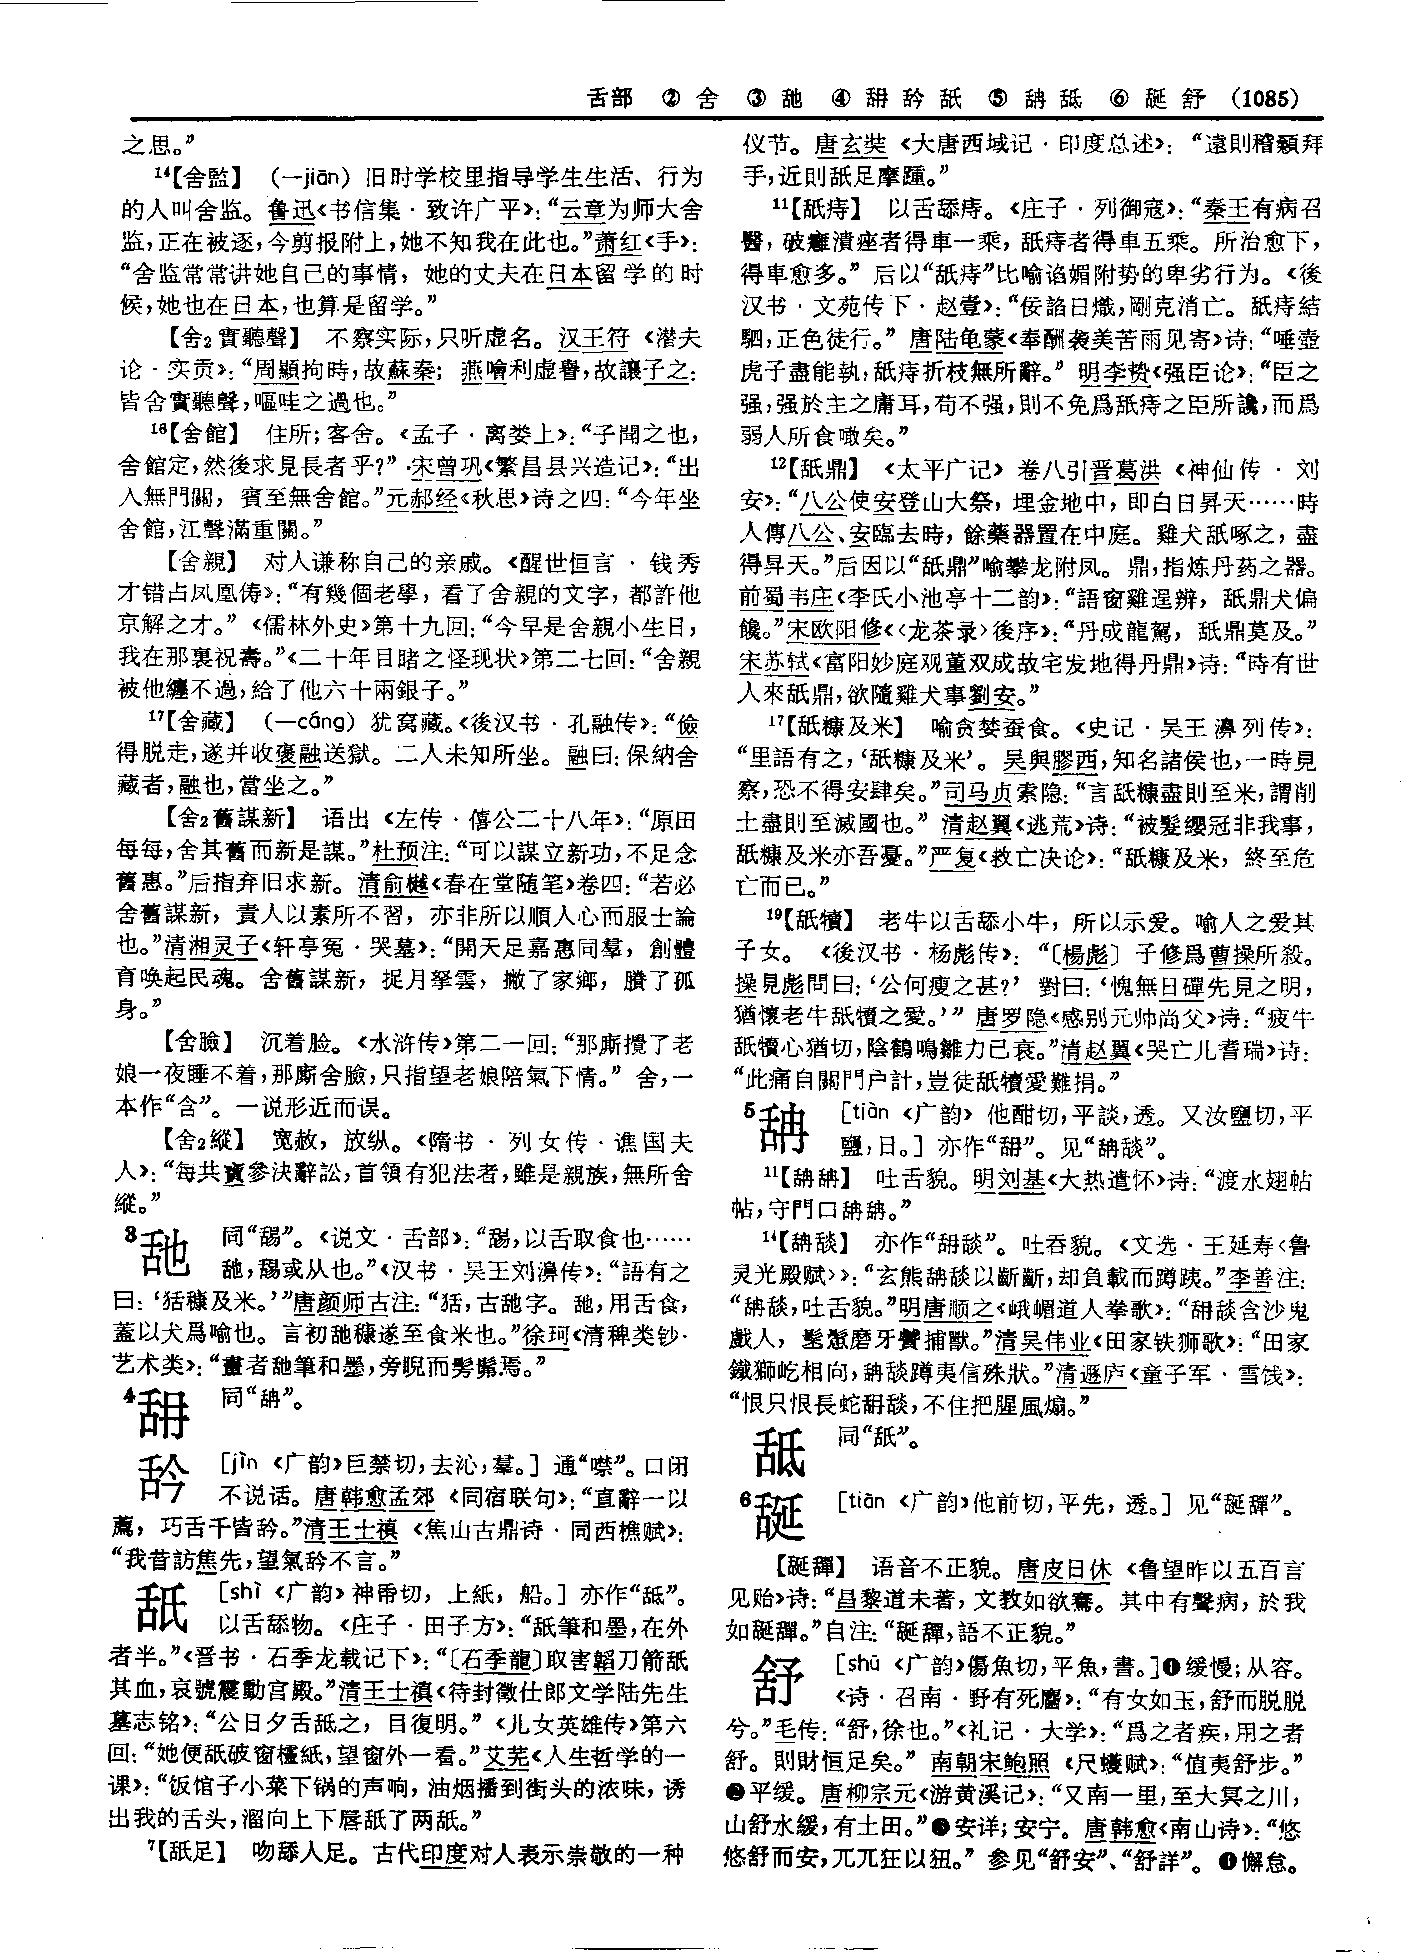 舌部 ② 舍 ③ 舓 ④ 䑙 㪁 舐 ⑤ 䑚 䑛 ⑥ 䑜 舒 (1085)
之思。”
¹⁴【舍監】 （—jiān）旧时学校里指导学生生活、行为
的人叫舍监。鲁迅《书信集·致许广平》：“云章为师大舍
监，正在被逐，今剪报附上，她不知我在此也。”萧红《手》：
“舍监常常讲她自己的事情，她的丈夫在日本留学的时
候，她也在日本，也算是留学。”
【舍₂實聽聲】 不察实际，只听虚名。汉王符《潜夫
论·实贡》：“周顯拘時，故蘇秦；燕噲利虛譽，故讓子之：
皆舍實聽聲，嘔哇之過也。”
¹⁶【舍館】 住所；客舍。《孟子·离娄上》：“子聞之也，
舍館定，然後求見長者乎？”宋曾巩《繁昌县兴造记》：“出
入無門關，賓至無舍館。”元郝经《秋思》诗之四：“今年坐
舍館，江聲滿重關。”
【舍親】 对人谦称自己的亲戚。《醒世恒言·钱秀
才错占凤凰俦》：“有幾個老學，看了舍親的文字，都許他
京解之才。”《儒林外史》第十九回：“今早是舍親小生日，
我在那裏祝壽。”《二十年目睹之怪现状》第二七回：“舍親
被他纏不過，給了他六十兩銀子。”
¹⁷【舍藏】 （—cáng）犹窝藏。《後汉书·孔融传》：“儉
得脱走，遂并收褒融送獄。二人未知所坐。融曰：保納舍
藏者，融也，當坐之。”
【舍₂舊謀新】 语出《左传·僖公二十八年》：“原田
每每，舍其舊而新是謀。”杜预注：“可以謀立新功，不足念
舊惠。”后指弃旧求新。清俞樾《春在堂随笔》卷四：“若必
舍舊謀新，責人以素所不習，亦非所以順人心而服士論
也。”清湘灵子《轩亭冤·哭墓》：“開天足嘉惠同羣，創體
育唤起民魂。舍舊謀新，捉月拏雲，撇了家鄉，賸了孤
身。”
【舍臉】 沉着脸。《水浒传》第二一回：“那廝攪了老
娘一夜睡不着，那廝舍臉，只指望老娘陪氣下情。”舍，一
本作“含”。一说形近而误。
【舍₂縱】 宽赦，放纵。《隋书·列女传·谯国夫
人》：“每共寶參決辭訟，首領有犯法者，雖是親族，無所舍
縱。”
³舓 同“䑛”。《说文·舌部》：“䑛，以舌取食也……
舓，䑛或从也。”《汉书·吴王刘濞传》：“語有之
曰：‘狧穅及米。’”唐颜师古注：“狧，古舓字。舓，用舌食，
蓋以犬爲喻也。言初舓穅遂至食米也。”徐珂《清稗类钞·
艺术类》：“畫者舓筆和墨，旁睨而髣髴焉。”
⁴䑙 同“䑚”。
㪁 [jìn《广韵》巨禁切，去沁，羣。]通“噤”。口闭
不说话。唐韩愈孟郊《同宿联句》：“直辭一以
薦，巧舌千皆㪁。”清王士禛《焦山古鼎诗·同西樵赋》：
“我昔訪焦先，望氣㪁不言。”
舐 [shì《广韵》神帋切，上紙，船。]亦作“䑛”。
以舌舔物。《庄子·田子方》：“舐筆和墨，在外
者半。”《晋书·石季龙载记下》：“〔石季龍〕取害韜刀箭舐
其血，哀號震動宫殿。”清王士禛《待封徵仕郎文学陆先生
墓志铭》：“公日夕舌䑛之，目復明。”《儿女英雄传》第六
回：“她便舐破窗櫺紙，望窗外一看。”艾芜《人生哲学的一
课》：“饭馆子小菜下锅的声响，油烟播到街头的浓味，诱
出我的舌头，溜向上下唇舐了两舐。”
⁷【舐足】 吻舔人足。古代印度对人表示崇敬的一种
仪节。唐玄奘《大唐西域记·印度总述》：“遠則稽顙拜
手，近則舐足摩踵。”
¹¹【舐痔】 以舌舔痔。《庄子·列御寇》：“秦王有病召
醫，破癰潰痤者得車一乘，舐痔者得車五乘。所治愈下，
得車愈多。”后以“舐痔”比喻谄媚附势的卑劣行为。《後
汉书·文苑传下·赵壹》：“佞諂日熾，剛克消亡。舐痔結
駟，正色徒行。”唐陆龟蒙《奉酬袭美苦雨见寄》诗：“唾壺
虎子盡能執，舐痔折枝無所辭。”明李贽《强臣论》：“臣之
强，强於主之庸耳，苟不强，則不免爲舐痔之臣所讒，而爲
弱人所食噉矣。”
¹²【舐鼎】 《太平广记》卷八引晋葛洪《神仙传·刘
安》：“八公使安登山大祭，埋金地中，即白日昇天……時
人傳八公、安臨去時，餘藥器置在中庭。雞犬舐啄之，盡
得昇天。”后因以“舐鼎”喻攀龙附凤。鼎，指炼丹药之器。
前蜀韦庄《李氏小池亭十二韵》：“語窗雞逞辨，舐鼎犬偏
饞。”宋欧阳修《〈龙茶录〉後序》：“丹成龍駕，舐鼎莫及。”
宋苏轼《富阳妙庭观董双成故宅发地得丹鼎》诗：“時有世
人來舐鼎，欲隨雞犬事劉安。”
¹⁷【舐糠及米】 喻贪婪蚕食。《史记·吴王濞列传》：
“里語有之，‘舐糠及米’。吴與膠西，知名諸侯也，一時見
察，恐不得安肆矣。”司马贞索隐：“言舐糠盡則至米，謂削
土盡則至滅國也。”清赵翼《逃荒》诗：“被髮纓冠非我事，
舐糠及米亦吾憂。”严复《救亡决论》：“舐糠及米，終至危
亡而已。”
¹⁹【舐犢】 老牛以舌舔小牛，所以示爱。喻人之爱其
子女。《後汉书·杨彪传》：“〔楊彪〕子修爲曹操所殺。
操見彪問曰：‘公何瘦之甚？’對曰：‘愧無日磾先見之明，
猶懷老牛舐犢之愛。’”唐罗隐《感别元帅尚父》诗：“疲牛
舐犢心猶切，陰鶴鳴雛力已衰。”清赵翼《哭亡儿耆瑞》诗：
“此痛自關門户計，豈徒舐犢愛難捐。”
⁵䑚 [tiàn《广韵》他酣切，平談，透。又汝鹽切，平
鹽，日。]亦作“䑙”。见“䑚舕”。
¹¹【䑚䑚】 吐舌貌。明刘基《大热遣怀》诗：“渡水翅帖
帖，守門口䑚䑚。”
¹⁴【䑚舕】 亦作“䑙舕”。吐吞貌。《文选·王延寿〈鲁
灵光殿赋〉》：“玄熊䑚舕以齗齗，却負載而蹲跠。”李善注：
“䑚舕，吐舌貌。”明唐顺之《峨嵋道人拳歌》：“䑙舕含沙鬼
戲人，髬髵磨牙贙捕獸。”清吴伟业《田家铁狮歌》：“田家
鐵獅屹相向，䑚舕蹲夷信殊狀。”清遯庐《童子军·雪饯》：
“恨只恨長蛇䑙舕，不住把腥風煽。”
䑛 同“舐”。
⁶䑜 [tiān《广韵》他前切，平先，透。]见“䑜䑝”。
【䑜䑝】 语音不正貌。唐皮日休《鲁望昨以五百言
见贻》诗：“昌黎道未著，文教如欲騫。其中有聲病，於我
如䑜䑝。”自注：“䑜䑝，語不正貌。”
舒 [shū《广韵》傷魚切，平魚，書。]❶缓慢；从容。
《诗·召南·野有死麕》：“有女如玉，舒而脱脱
兮。”毛传：“舒，徐也。”《礼记·大学》：“爲之者疾，用之者
舒。則財恒足矣。”南朝宋鲍照《尺蠖赋》：“值夷舒步。”
❷平缓。唐柳宗元《游黄溪记》：“又南一里，至大冥之川，
山舒水緩，有土田。”❸安详；安宁。唐韩愈《南山诗》：“悠
悠舒而安，兀兀狂以狃。”参见“舒安”、“舒詳”。❹懈怠。